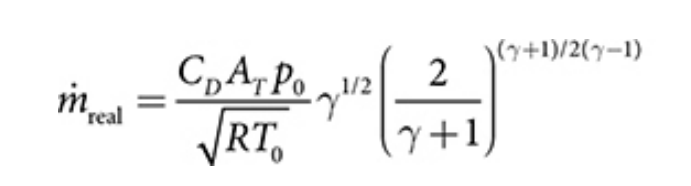 ṁ_real = (C_D A_T p_0 / √(RT_0)) γ^{1/2} (2 / (γ+1))^{(γ+1)/2(γ−1)}